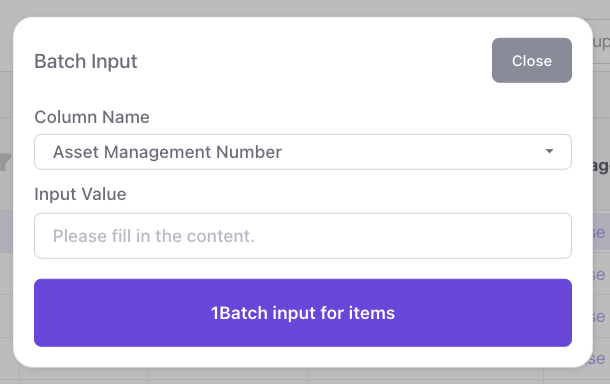 Batch Input
Close
Column Name
Asset Management Number
Input Value
Please fill in the content.
1Batch input for items